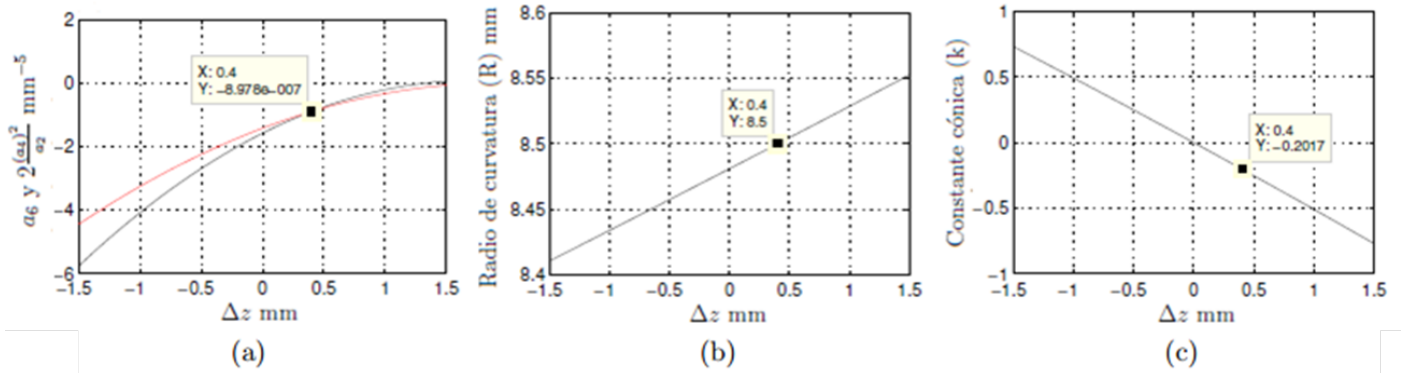 2
0
−2
−4
−6
a₆ y 2(a₄)²/a₂ mm⁻⁵
X: 0.4
Y: −8.978e−007
−1.5 −1 −0.5 0 0.5 1 1.5
Δz mm
(a)
8.6
8.55
8.5
8.45
8.4
Radio de curvatura (R) mm
X: 0.4
Y: 8.5
−1.5 −1 −0.5 0 0.5 1 1.5
Δz mm
(b)
1
0.5
0
−0.5
−1
Constante cónica (k)
X: 0.4
Y: −0.2017
−1.5 −1 −0.5 0 0.5 1 1.5
Δz mm
(c)